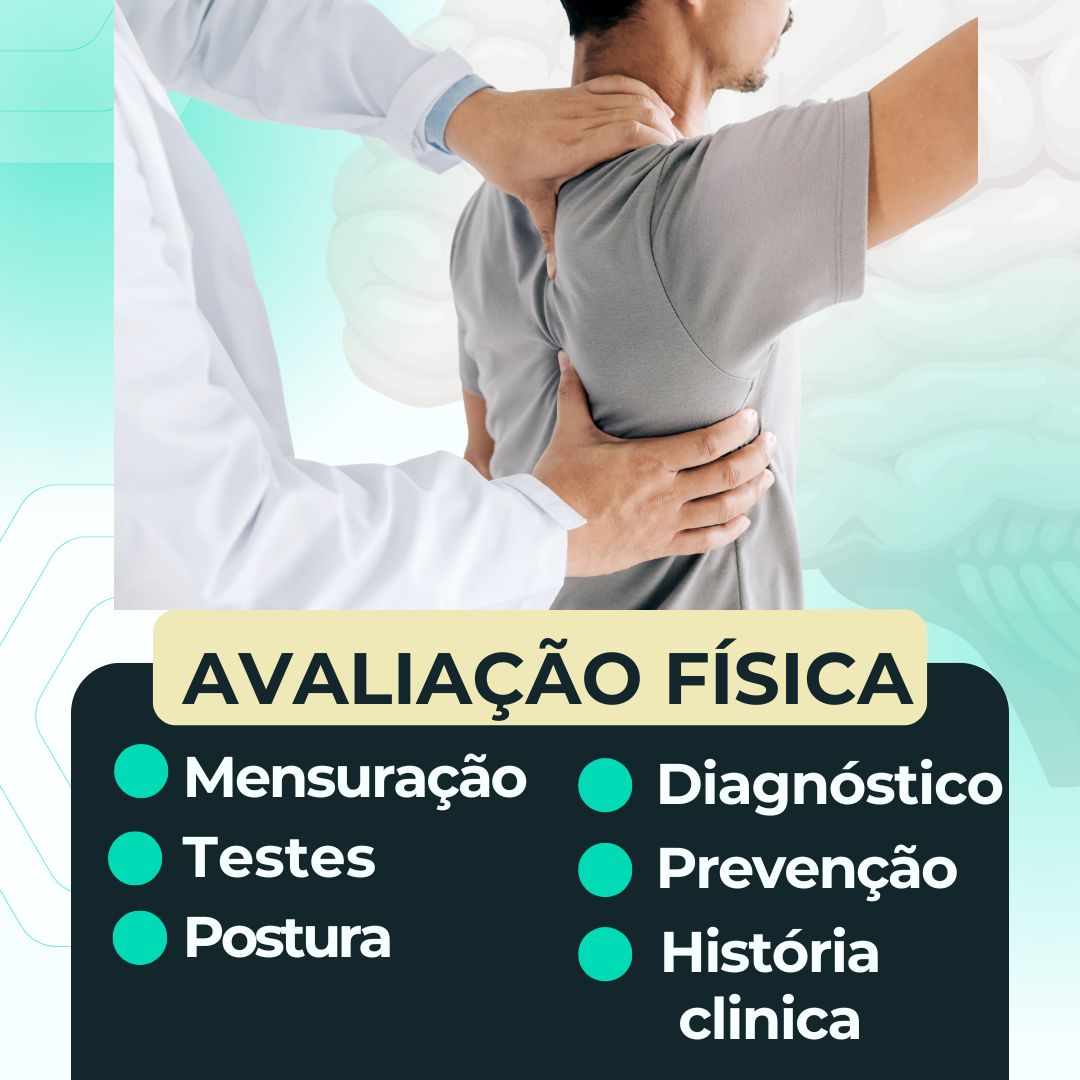 AVALIAÇÃO FÍSICA
Mensuração
Testes
Postura
Diagnóstico
Prevenção
História
clinica